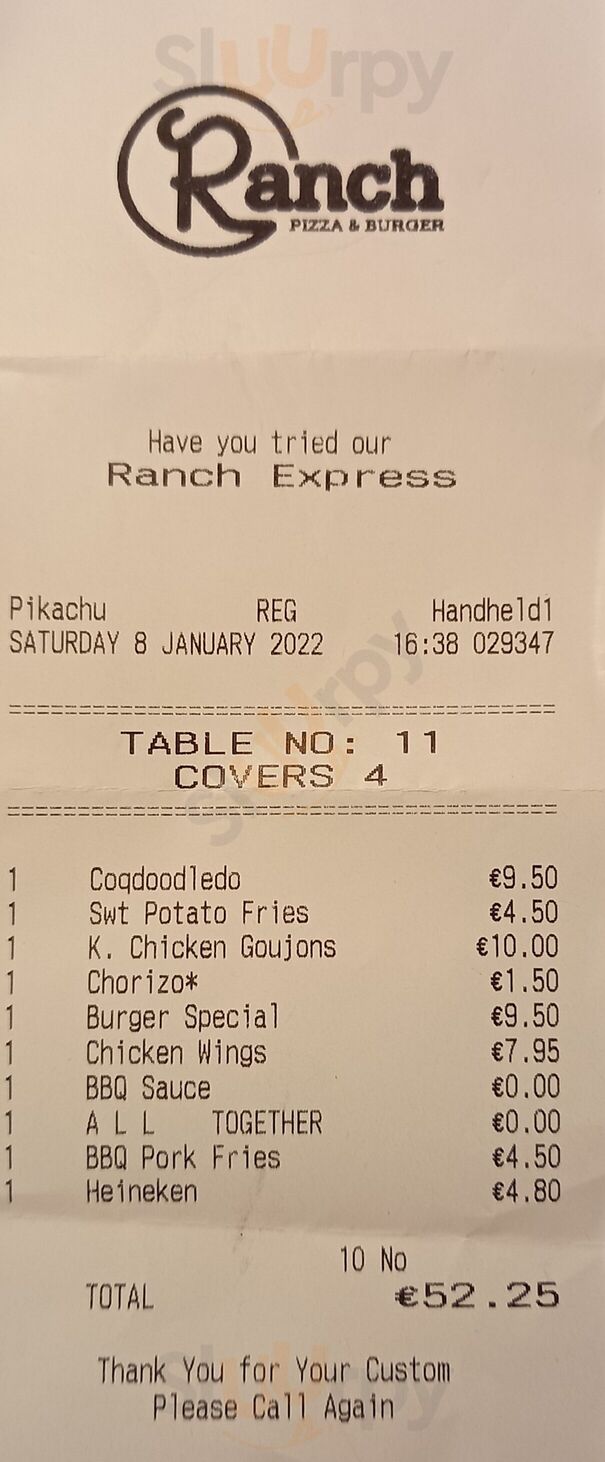 Sluurpy
Ranch
PIZZA & BURGER
Have you tried our
Ranch Express
Pikachu REG Handheld1
SATURDAY 8 JANUARY 2022 16:38 029347
Sluurpy
TABLE NO: 11
COVERS 4
1 Coqdoodledo €9.50
1 Swt Potato Fries €4.50
1 K. Chicken Goujons €10.00
1 Chorizo* €1.50
1 Burger Special €9.50
1 Chicken Wings €7.95
1 BBQ Sauce €0.00
1 A L L TOGETHER €0.00
1 BBQ Pork Fries €4.50
1 Heineken €4.80
10 No
TOTAL €52.25
Thank You for Your Custom
Please Call Again
Sluurpy